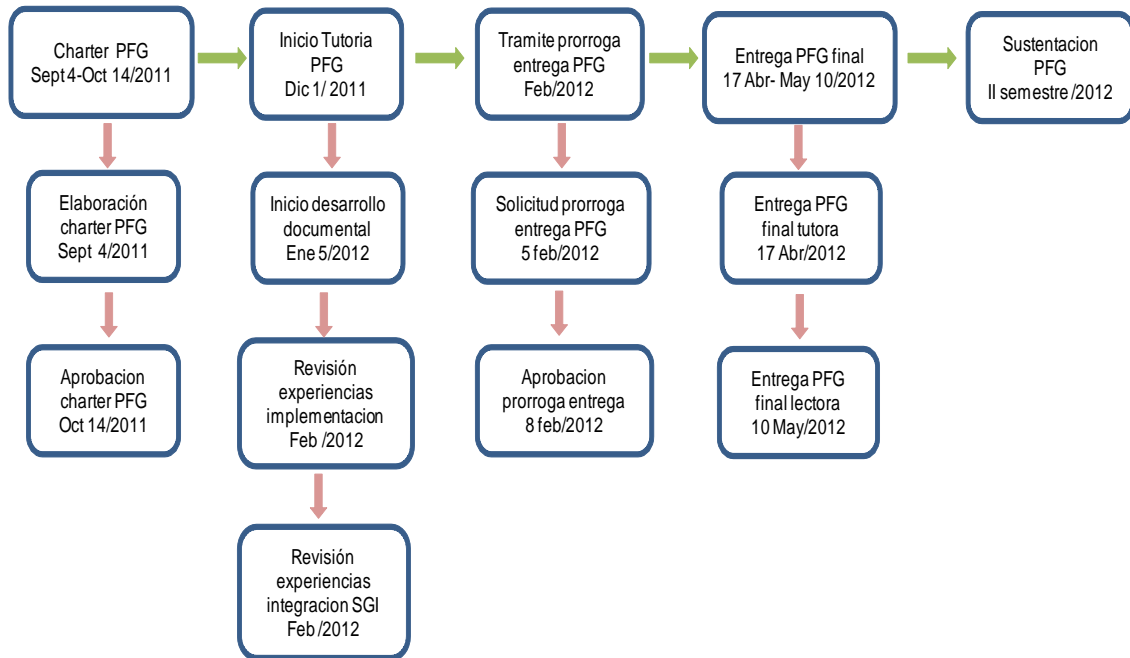 Charter PFG
Sept 4-Oct 14/2011
Inicio Tutoria
PFG
Dic 1/ 2011
Tramite prorroga
entrega PFG
Feb/2012
Entrega PFG final
17 Abr- May 10/2012
Sustentacion
PFG
II semestre /2012
Elaboración
charter PFG
Sept 4/2011
Inicio desarrollo
documental
Ene 5/2012
Solicitud prorroga
entrega PFG
5 feb/2012
Entrega PFG
final tutora
17 Abr/2012
Aprobacion
charter PFG
Oct 14/2011
Revisión
experiencias
implementacion
Feb /2012
Aprobacion
prorroga entrega
8 feb/2012
Entrega PFG
final lectora
10 May/2012
Revisión
experiencias
integracion SGI
Feb /2012